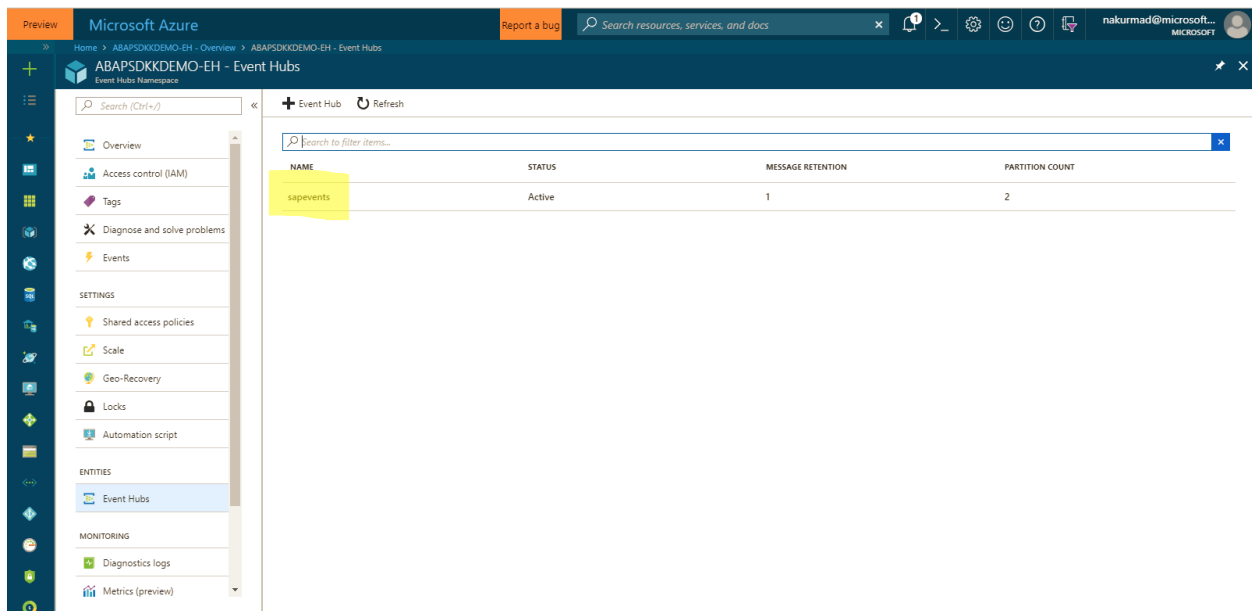 Preview
Microsoft Azure
Report a bug
Search resources, services, and docs
1
nakurmad@microsoft...
MICROSOFT
Home > ABAPSDKKDEMO-EH - Overview > ABAPSDKKDEMO-EH - Event Hubs
ABAPSDKKDEMO-EH - Event Hubs
Event Hubs Namespace
Search (Ctrl+/)
Event Hub Refresh
Search to filter items...
NAME STATUS MESSAGE RETENTION PARTITION COUNT
sapevents Active 1 2
Overview
Access control (IAM)
Tags
Diagnose and solve problems
Events
SETTINGS
Shared access policies
Scale
Geo-Recovery
Locks
Automation script
ENTITIES
Event Hubs
MONITORING
Diagnostics logs
Metrics (preview)
SQL